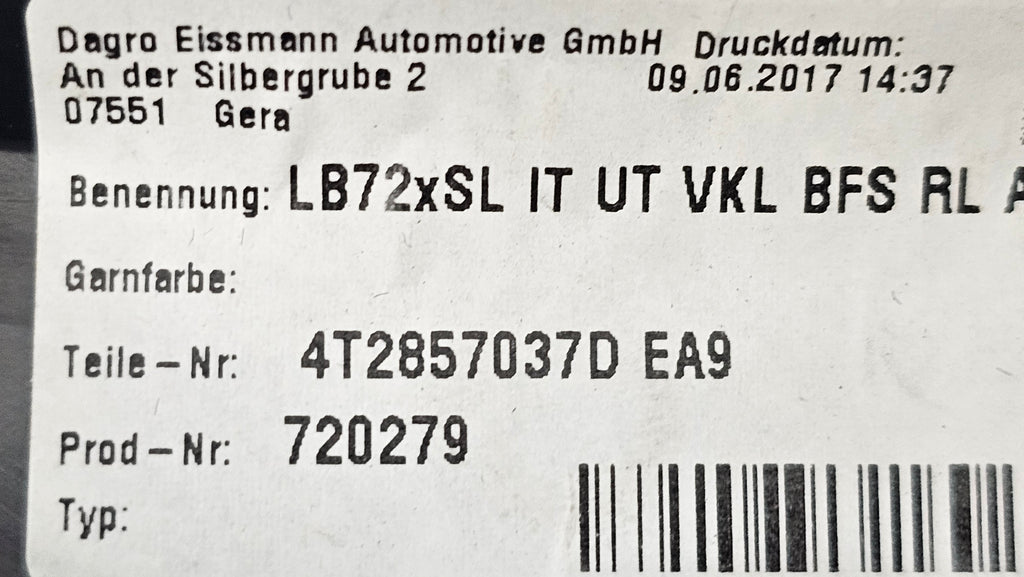 Dagro Eissmann Automotive GmbH Druckdatum:
An der Silbergrube 2 09.06.2017 14:37
07551 Gera
Benennung: LB72xSL IT UT VKL BFS RL
Garnfarbe:
Teile-Nr: 4T2857037D EA9
Prod-Nr: 720279
Typ: